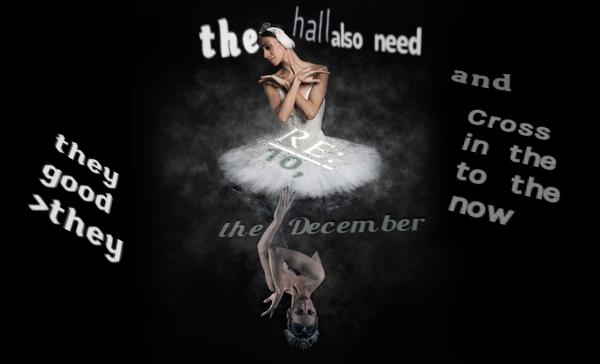 the hall also need
and
Cross
in the
to the
now
they
good
>they
RE:
10,
the December